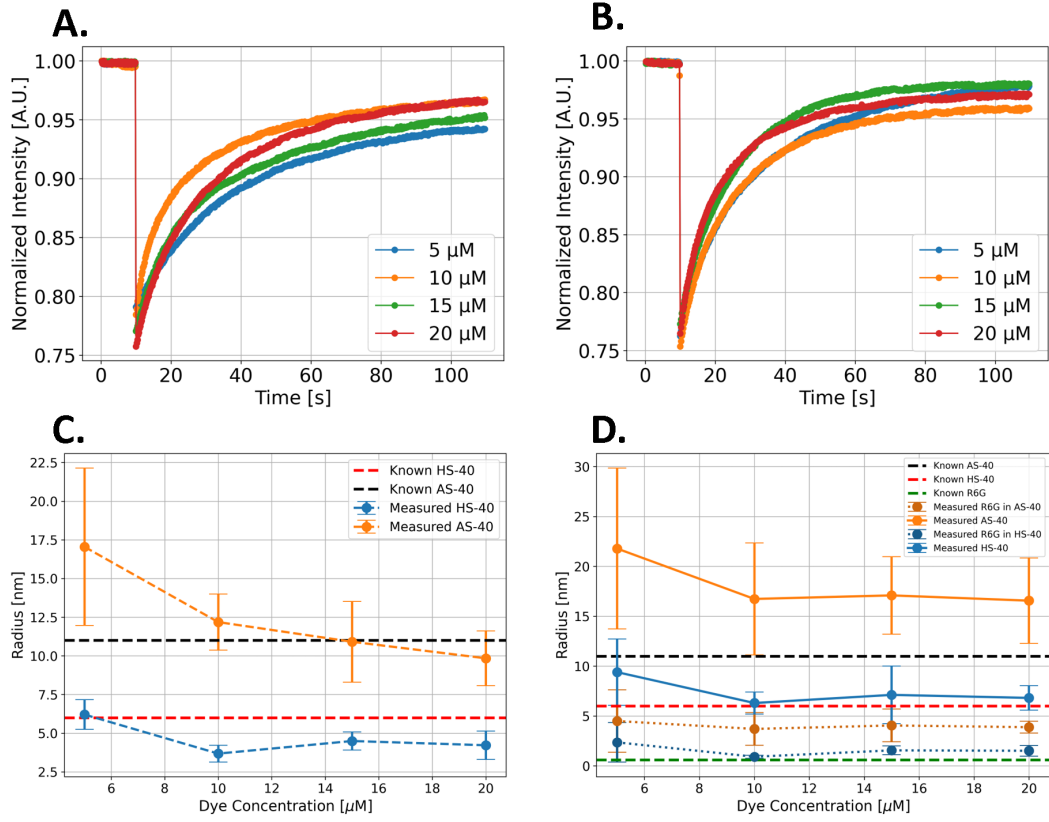 A.
1.00
0.95
0.90
0.85
0.80
0.75
Normalized Intensity [A.U.]
0
20
40
60
80
100
Time [s]
5 μM
10 μM
15 μM
20 μM
B.
1.00
0.95
0.90
0.85
0.80
0.75
Normalized Intensity [A.U.]
0
20
40
60
80
100
Time [s]
5 μM
10 μM
15 μM
20 μM
C.
22.5
20.0
17.5
15.0
12.5
10.0
7.5
5.0
2.5
Radius [nm]
6
8
10
12
14
16
18
20
Dye Concentration [μM]
Known HS-40
Known AS-40
Measured HS-40
Measured AS-40
D.
30
25
20
15
10
5
0
Radius [nm]
6
8
10
12
14
16
18
20
Dye Concentration [μM]
Known AS-40
Known HS-40
Known R6G
Measured R6G in AS-40
Measured AS-40
Measured R6G in HS-40
Measured HS-40